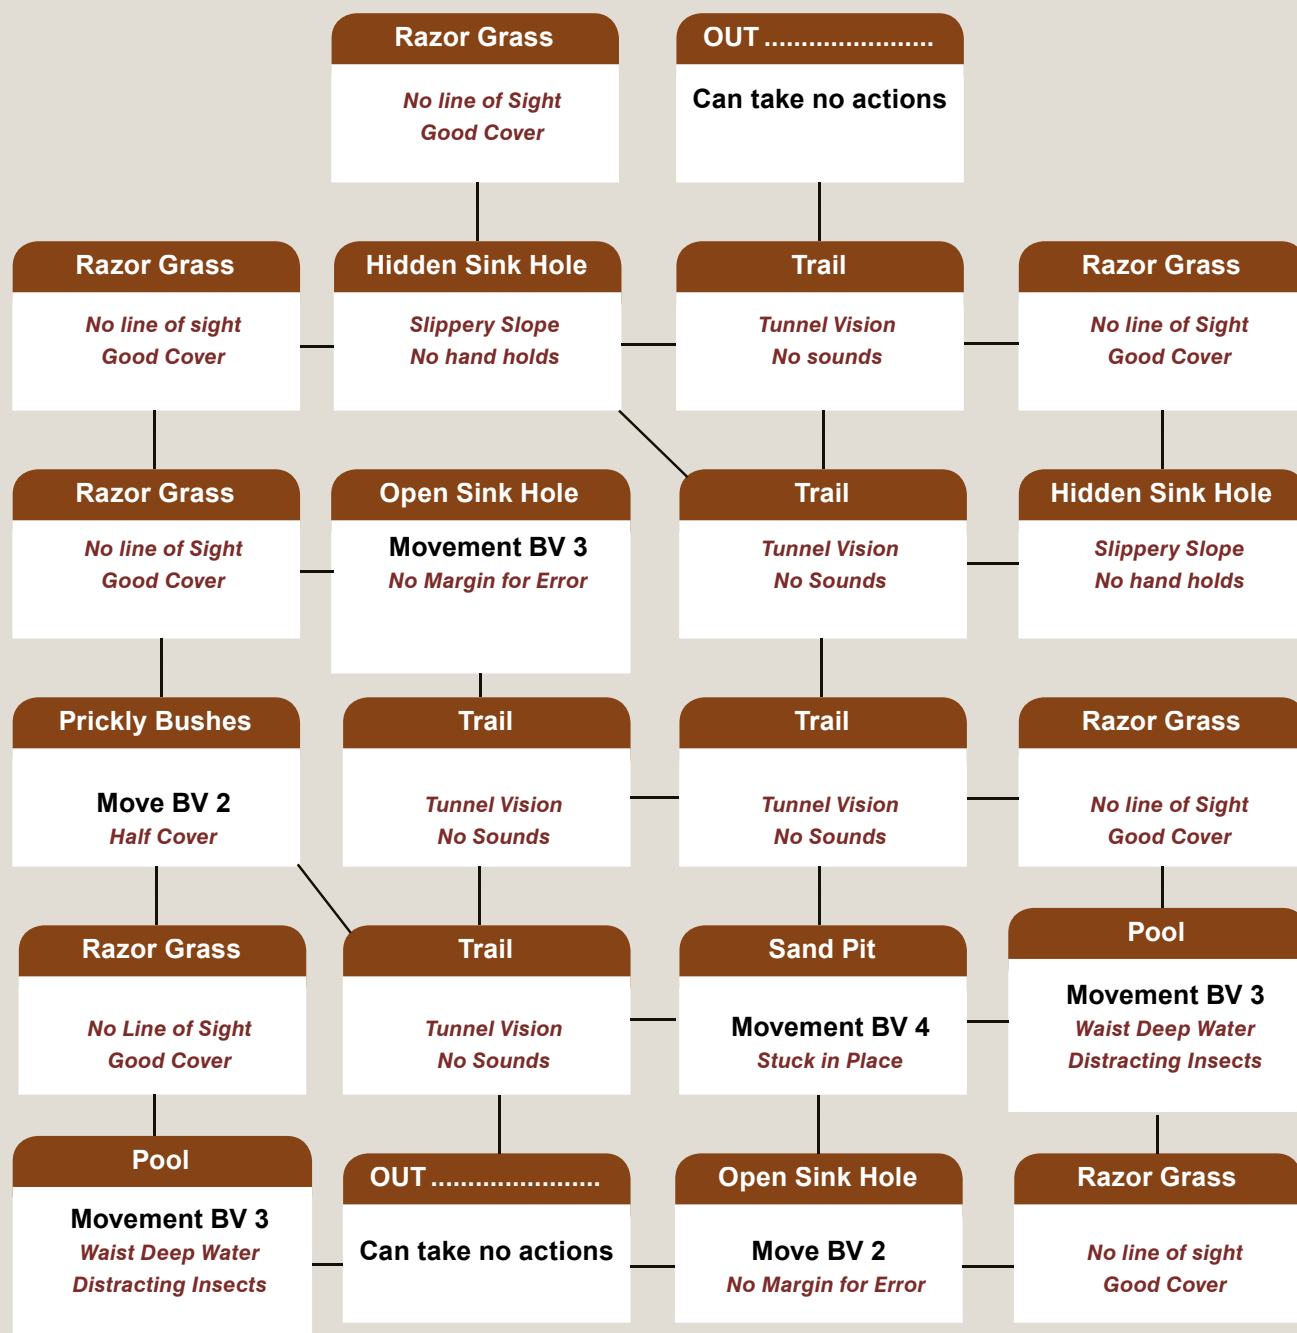 Razor Grass
No line of Sight
Good Cover
OUT .......................
Can take no actions
Razor Grass
No line of sight
Good Cover
Hidden Sink Hole
Slippery Slope
No hand holds
Trail
Tunnel Vision
No sounds
Razor Grass
No line of Sight
Good Cover
Razor Grass
No line of Sight
Good Cover
Open Sink Hole
Movement BV 3
No Margin for Error
Trail
Tunnel Vision
No Sounds
Hidden Sink Hole
Slippery Slope
No hand holds
Prickly Bushes
Move BV 2
Half Cover
Trail
Tunnel Vision
No Sounds
Trail
Tunnel Vision
No Sounds
Razor Grass
No line of Sight
Good Cover
Razor Grass
No Line of Sight
Good Cover
Trail
Tunnel Vision
No Sounds
Sand Pit
Movement BV 4
Stuck in Place
Pool
Movement BV 3
Waist Deep Water
Distracting Insects
Pool
Movement BV 3
Waist Deep Water
Distracting Insects
OUT .......................
Can take no actions
Open Sink Hole
Move BV 2
No Margin for Error
Razor Grass
No line of sight
Good Cover